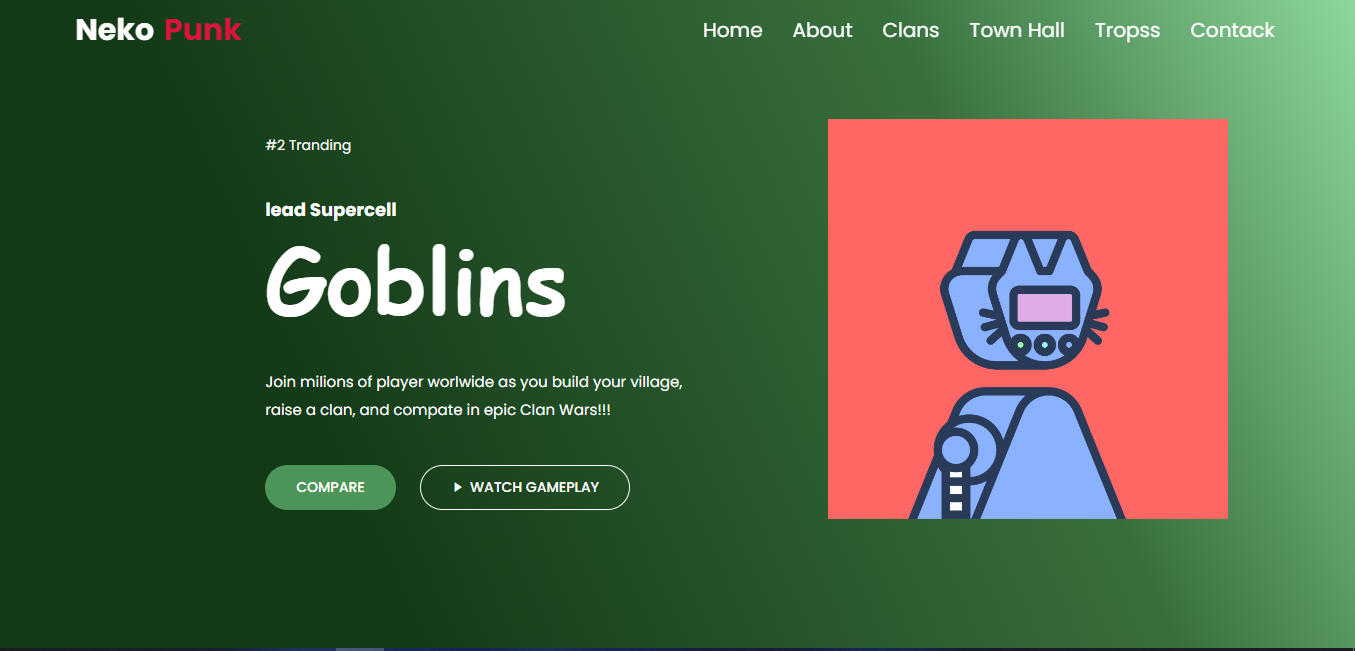 Neko Punk
Home About Clans Town Hall Tropss Contack
#2 Tranding
lead Supercell
Goblins
Join milions of player worlwide as you build your village,
raise a clan, and compate in epic Clan Wars!!!
COMPARE
WATCH GAMEPLAY